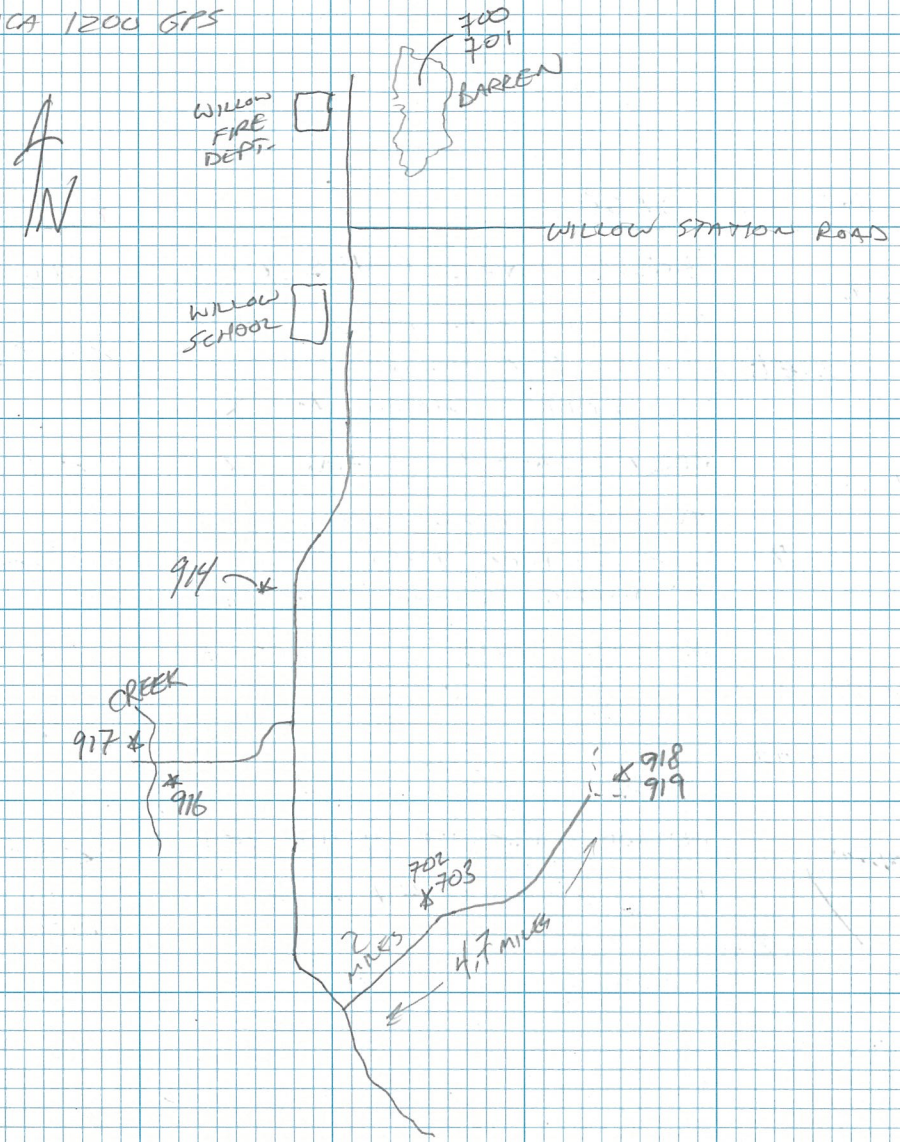 CA 1200 GPS
700
701
BARREN
WILLOW
FIRE
DEPT.
N
WILLOW STATION ROAD
WILLOW
SCHOOL
914
CREEK
917
916
918
919
702
703
2
MILES
4.7 MILES